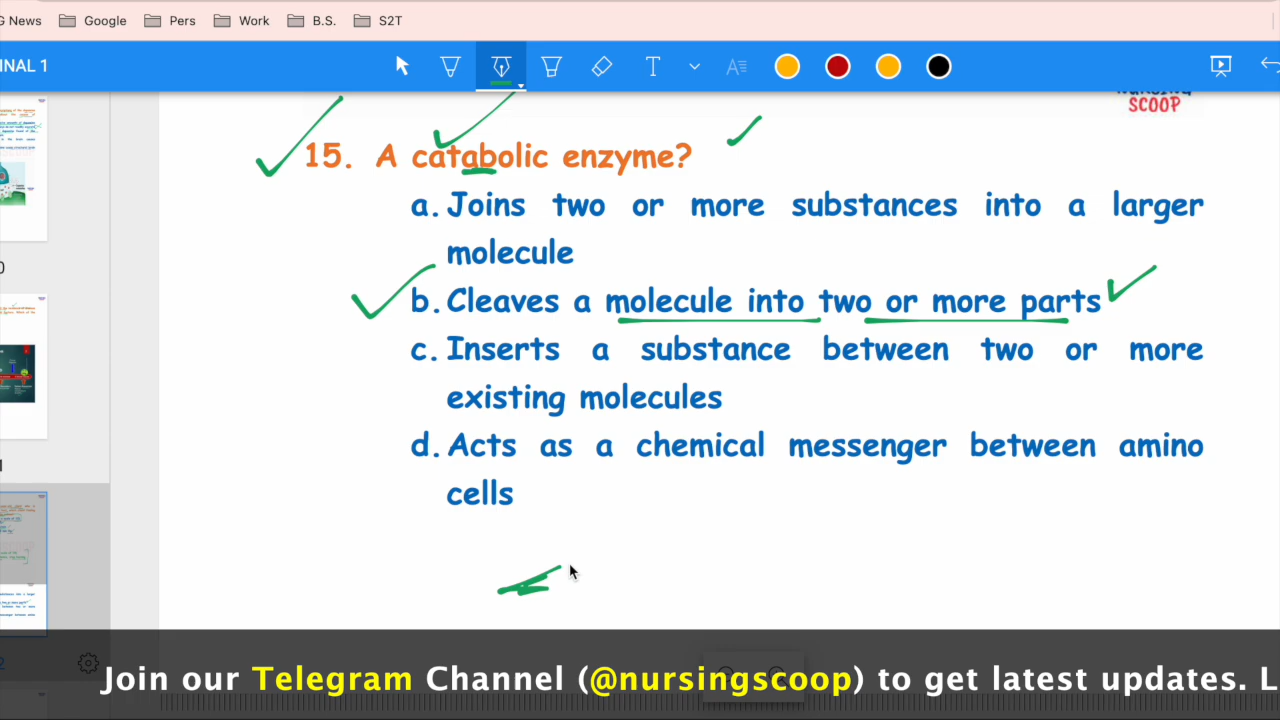 G News Google Pers Work B.S. S2T
INAL 1
T
SCOOP
15. A catabolic enzyme?
a. Joins two or more substances into a larger
molecule
b. Cleaves a molecule into two or more parts
c. Inserts a substance between two or more
existing molecules
d. Acts as a chemical messenger between amino
cells
Join our Telegram Channel (@nursingscoop) to get latest updates. L